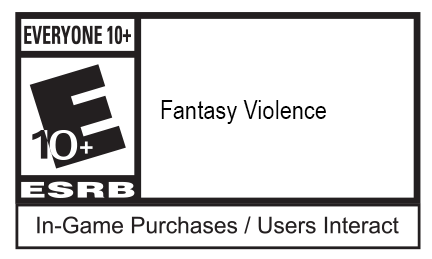 EVERYONE 10+
E
10+
ESRB
Fantasy Violence
In-Game Purchases / Users Interact